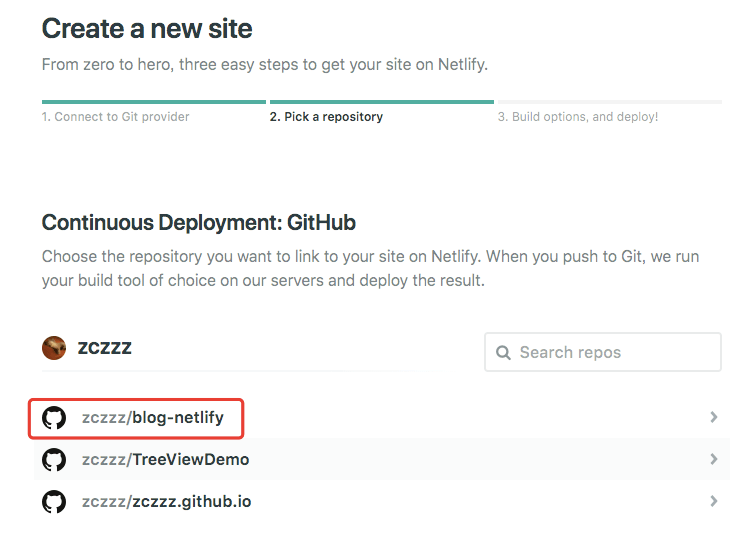 Create a new site
From zero to hero, three easy steps to get your site on Netlify.
1. Connect to Git provider
2. Pick a repository
3. Build options, and deploy!
Continuous Deployment: GitHub
Choose the repository you want to link to your site on Netlify. When you push to Git, we run
your build tool of choice on our servers and deploy the result.
zczzz
Search repos
zczzz/blog-netlify
zczzz/TreeViewDemo
zczzz/zczzz.github.io